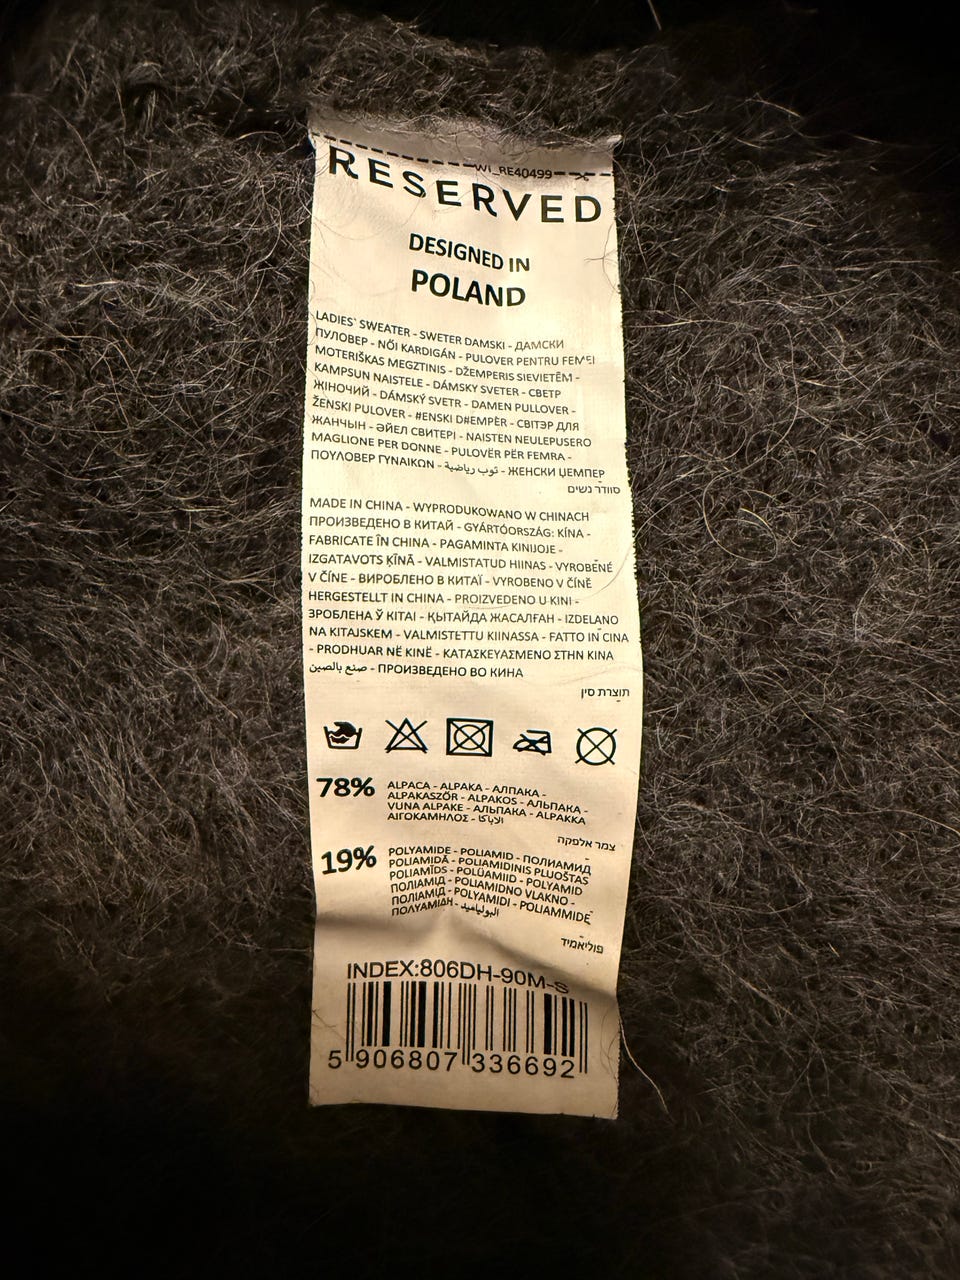 WI_RE40499
RESERVED
DESIGNED IN
POLAND
LADIES` SWEATER - SWETER DAMSKI - ДАМСКИ
ПУЛОВЕР - NŐI KARDIGÁN - PULOVER PENTRU FEMEI
MOTERIŠKAS MEGZTINIS - DŽEMPERIS SIEVIETĒM -
KAMPSUN NAISTELE - DÁMSKY SVETER - СВЕТР
ЖІНОЧИЙ - DÁMSKÝ SVETR - DAMEN PULLOVER -
ŽENSKI PULOVER - #ENSKI D#EMPÈR - СВІТЭР ДЛЯ
ЖАНЧЫН - ӘЙЕЛ СВИТЕРІ - NAISTEN NEULEPUSERO
MAGLIONE PER DONNE - PULOVËR PËR FEMRA -
ΠΟΥΛΟΒΕΡ ΓΥΝΑΙΚΩΝ - ثوب رياضية - ЖЕНСКИ ЏЕМПЕР
סוודר נשים
MADE IN CHINA - WYPRODUKOWANO W CHINACH
ПРОИЗВЕДЕНО В КИТАЙ - GYÁRTÓORSZÁG: KÍNA -
FABRICATE ÎN CHINA - PAGAMINTA KINIJOJE -
IZGATAVOTS ĶĪNĀ - VALMISTATUD HIINAS - VYROBENÉ
V ČÍNE - ВИРОБЛЕНО В КИТАЇ - VYROBENO V ČÍNĚ
HERGESTELLT IN CHINA - PROIZVEDENO U KINI -
ЗРОБЛЕНА Ў КІТАІ - ҚЫТАЙДА ЖАСАЛҒАН - IZDELANO
NA KITAJSKEM - VALMISTETTU KIINASSA - FATTO IN CINA
- PRODHUAR NË KINË - ΚΑΤΑΣΚΕΥΑΣΜΕΝΟ ΣΤΗΝ ΚΙΝΑ
صنع بالصين - ПРОИЗВЕДЕНО ВО КИНА
תוצרת סין
78% ALPACA - ALPAKA - АЛПАКА -
ALPAKASZŐR - ALPAKOS - АЛЬПАКА -
VUNA ALPAKE - АЛЬПАКА - ALPAKKA
ΑΙΓΟΚΑΜΗΛΟΣ - الاباكا
צמר אלפקה
19% POLYAMIDE - POLIAMID - ПОЛИАМИД
POLIAMIDĂ - POLIAMIDINIS PLUOŠTAS
POLIAMĪDS - POLÜAMIID - POLYAMID
ПОЛІАМІД - POLIAMIDNO VLAKNO -
ПОЛІАМІД - POLYAMIDI - POLIAMMIDE
ΠΟΛΥΑΜΙΔΗ - البولياميد
פוליאמיד
INDEX:806DH-90M-S
5 906807 336692